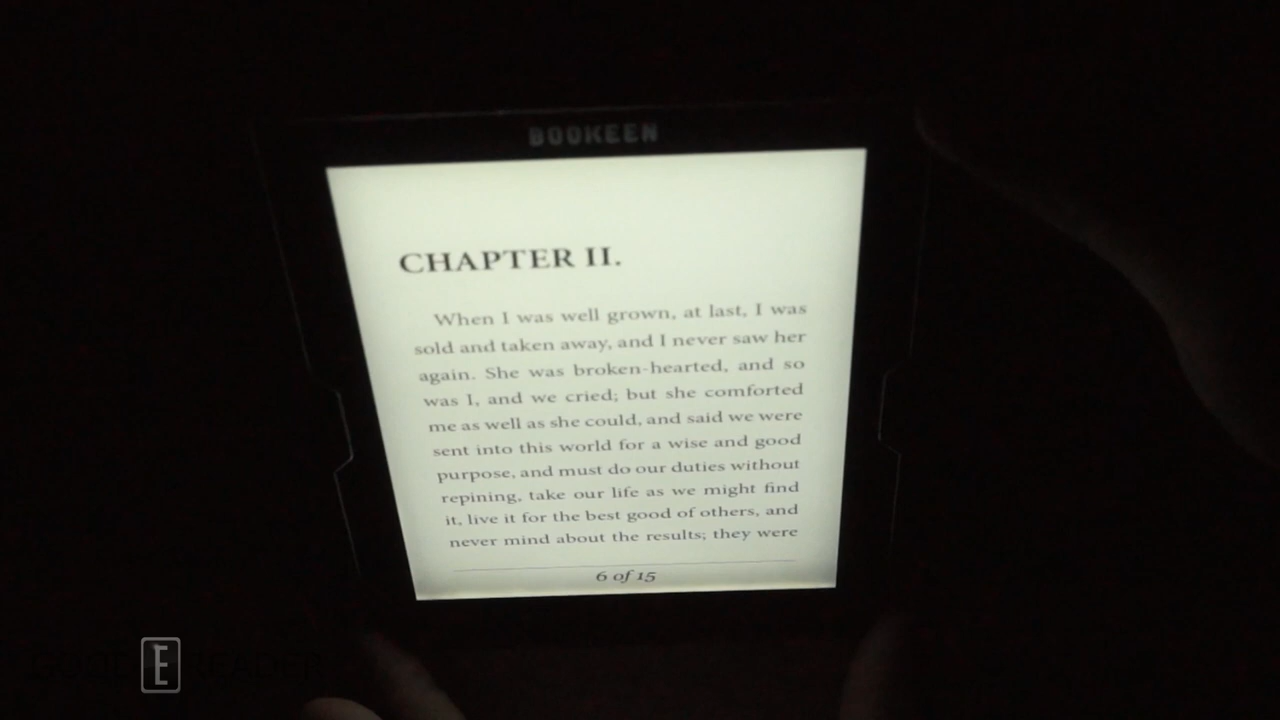 BOOKEEN
CHAPTER II.
When I was well grown, at last, I was
sold and taken away, and I never saw her
again. She was broken-hearted, and so
was I, and we cried; but she comforted
me as well as she could, and said we were
sent into this world for a wise and good
purpose, and must do our duties without
repining, take our life as we might find
it, live it for the best good of others, and
never mind about the results; they were
6 of 15
E READER